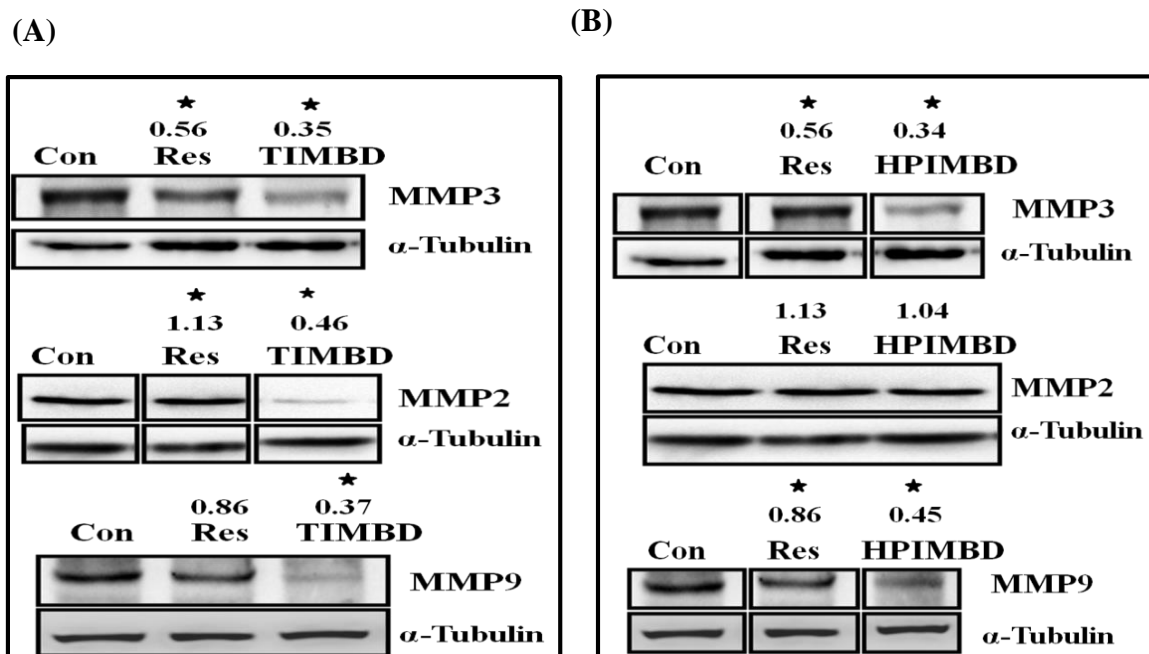 (A)
★ ★
0.56 0.35
Con Res TIMBD
MMP3
α-Tubulin
★ ★
1.13 0.46
Con Res TIMBD
MMP2
α-Tubulin
★
0.86 0.37
Con Res TIMBD
MMP9
α-Tubulin
(B)
★ ★
0.56 0.34
Con Res HPIMBD
MMP3
α-Tubulin
1.13 1.04
Con Res HPIMBD
MMP2
α-Tubulin
★ ★
0.86 0.45
Con Res HPIMBD
MMP9
α-Tubulin